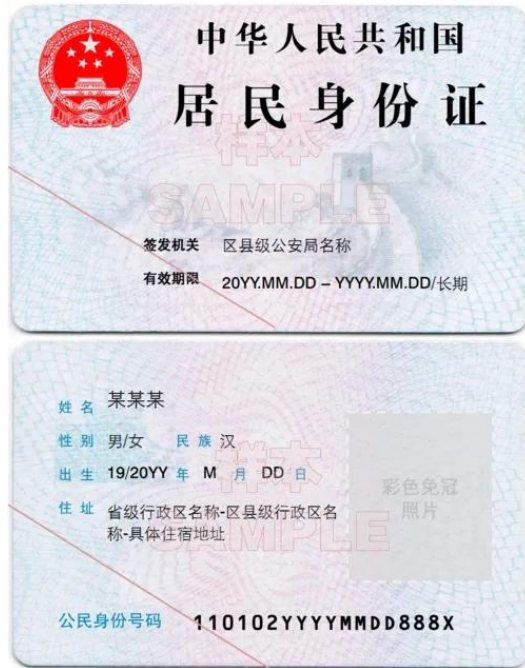 中华人民共和国
居民身份证
样本
SAMPLE
签发机关 区县级公安局名称
有效期限 20YY.MM.DD – YYYY.MM.DD/长期
姓名 某某某
性别 男/女 民族 汉
样本
出生 19/20YY 年 M 月 DD 日
彩色免冠
照片
住址 省级行政区名称-区县级行政区名
称-具体住宿地址
SAMPLE
公民身份号码 110102YYYYMMDD888X